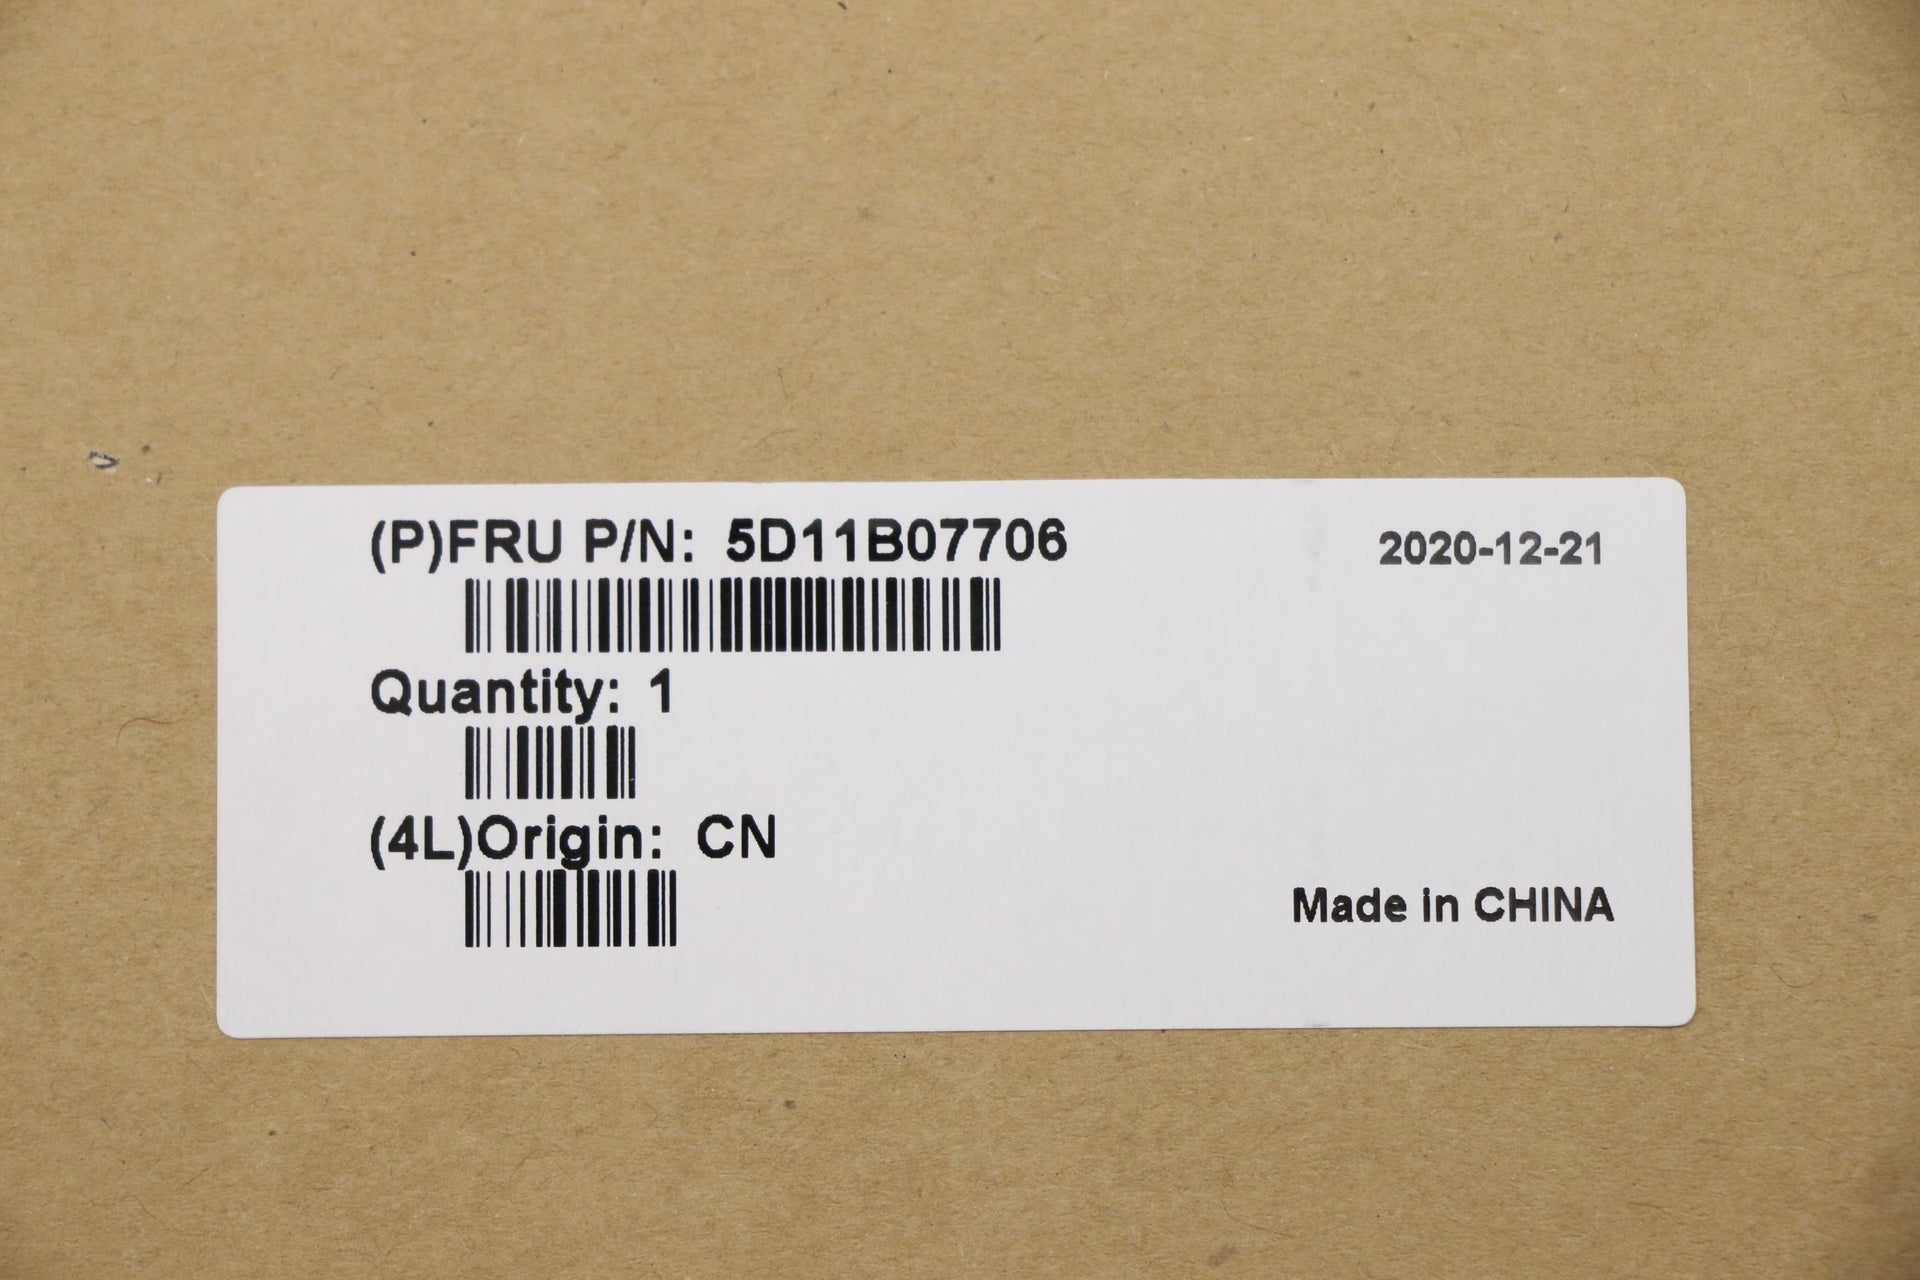 (P)FRU P/N: 5D11B07706
2020-12-21
Quantity: 1
(4L)Origin: CN
Made in CHINA